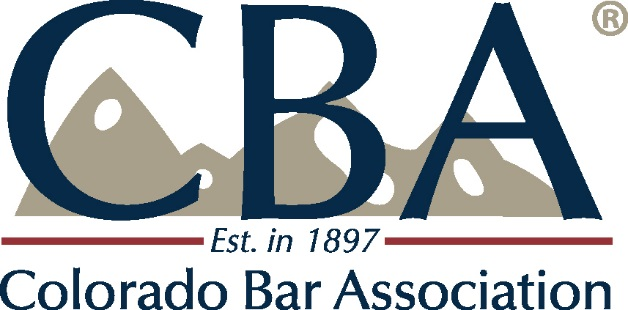 CBA®
Est. in 1897
Colorado Bar Association